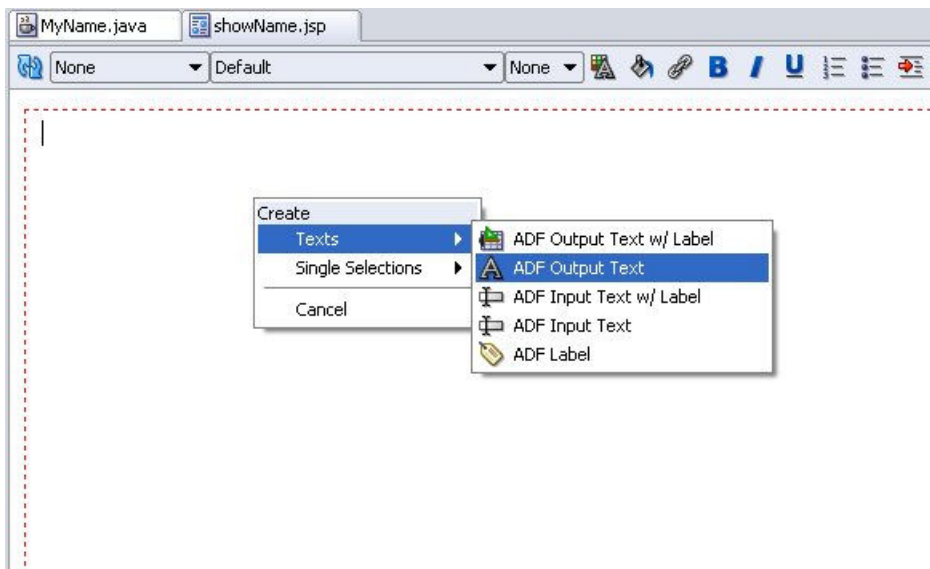 MyName.java showName.jsp
None Default None B I U
Create
Texts
Single Selections
Cancel
ADF Output Text w/ Label
ADF Output Text
ADF Input Text w/ Label
ADF Input Text
ADF Label